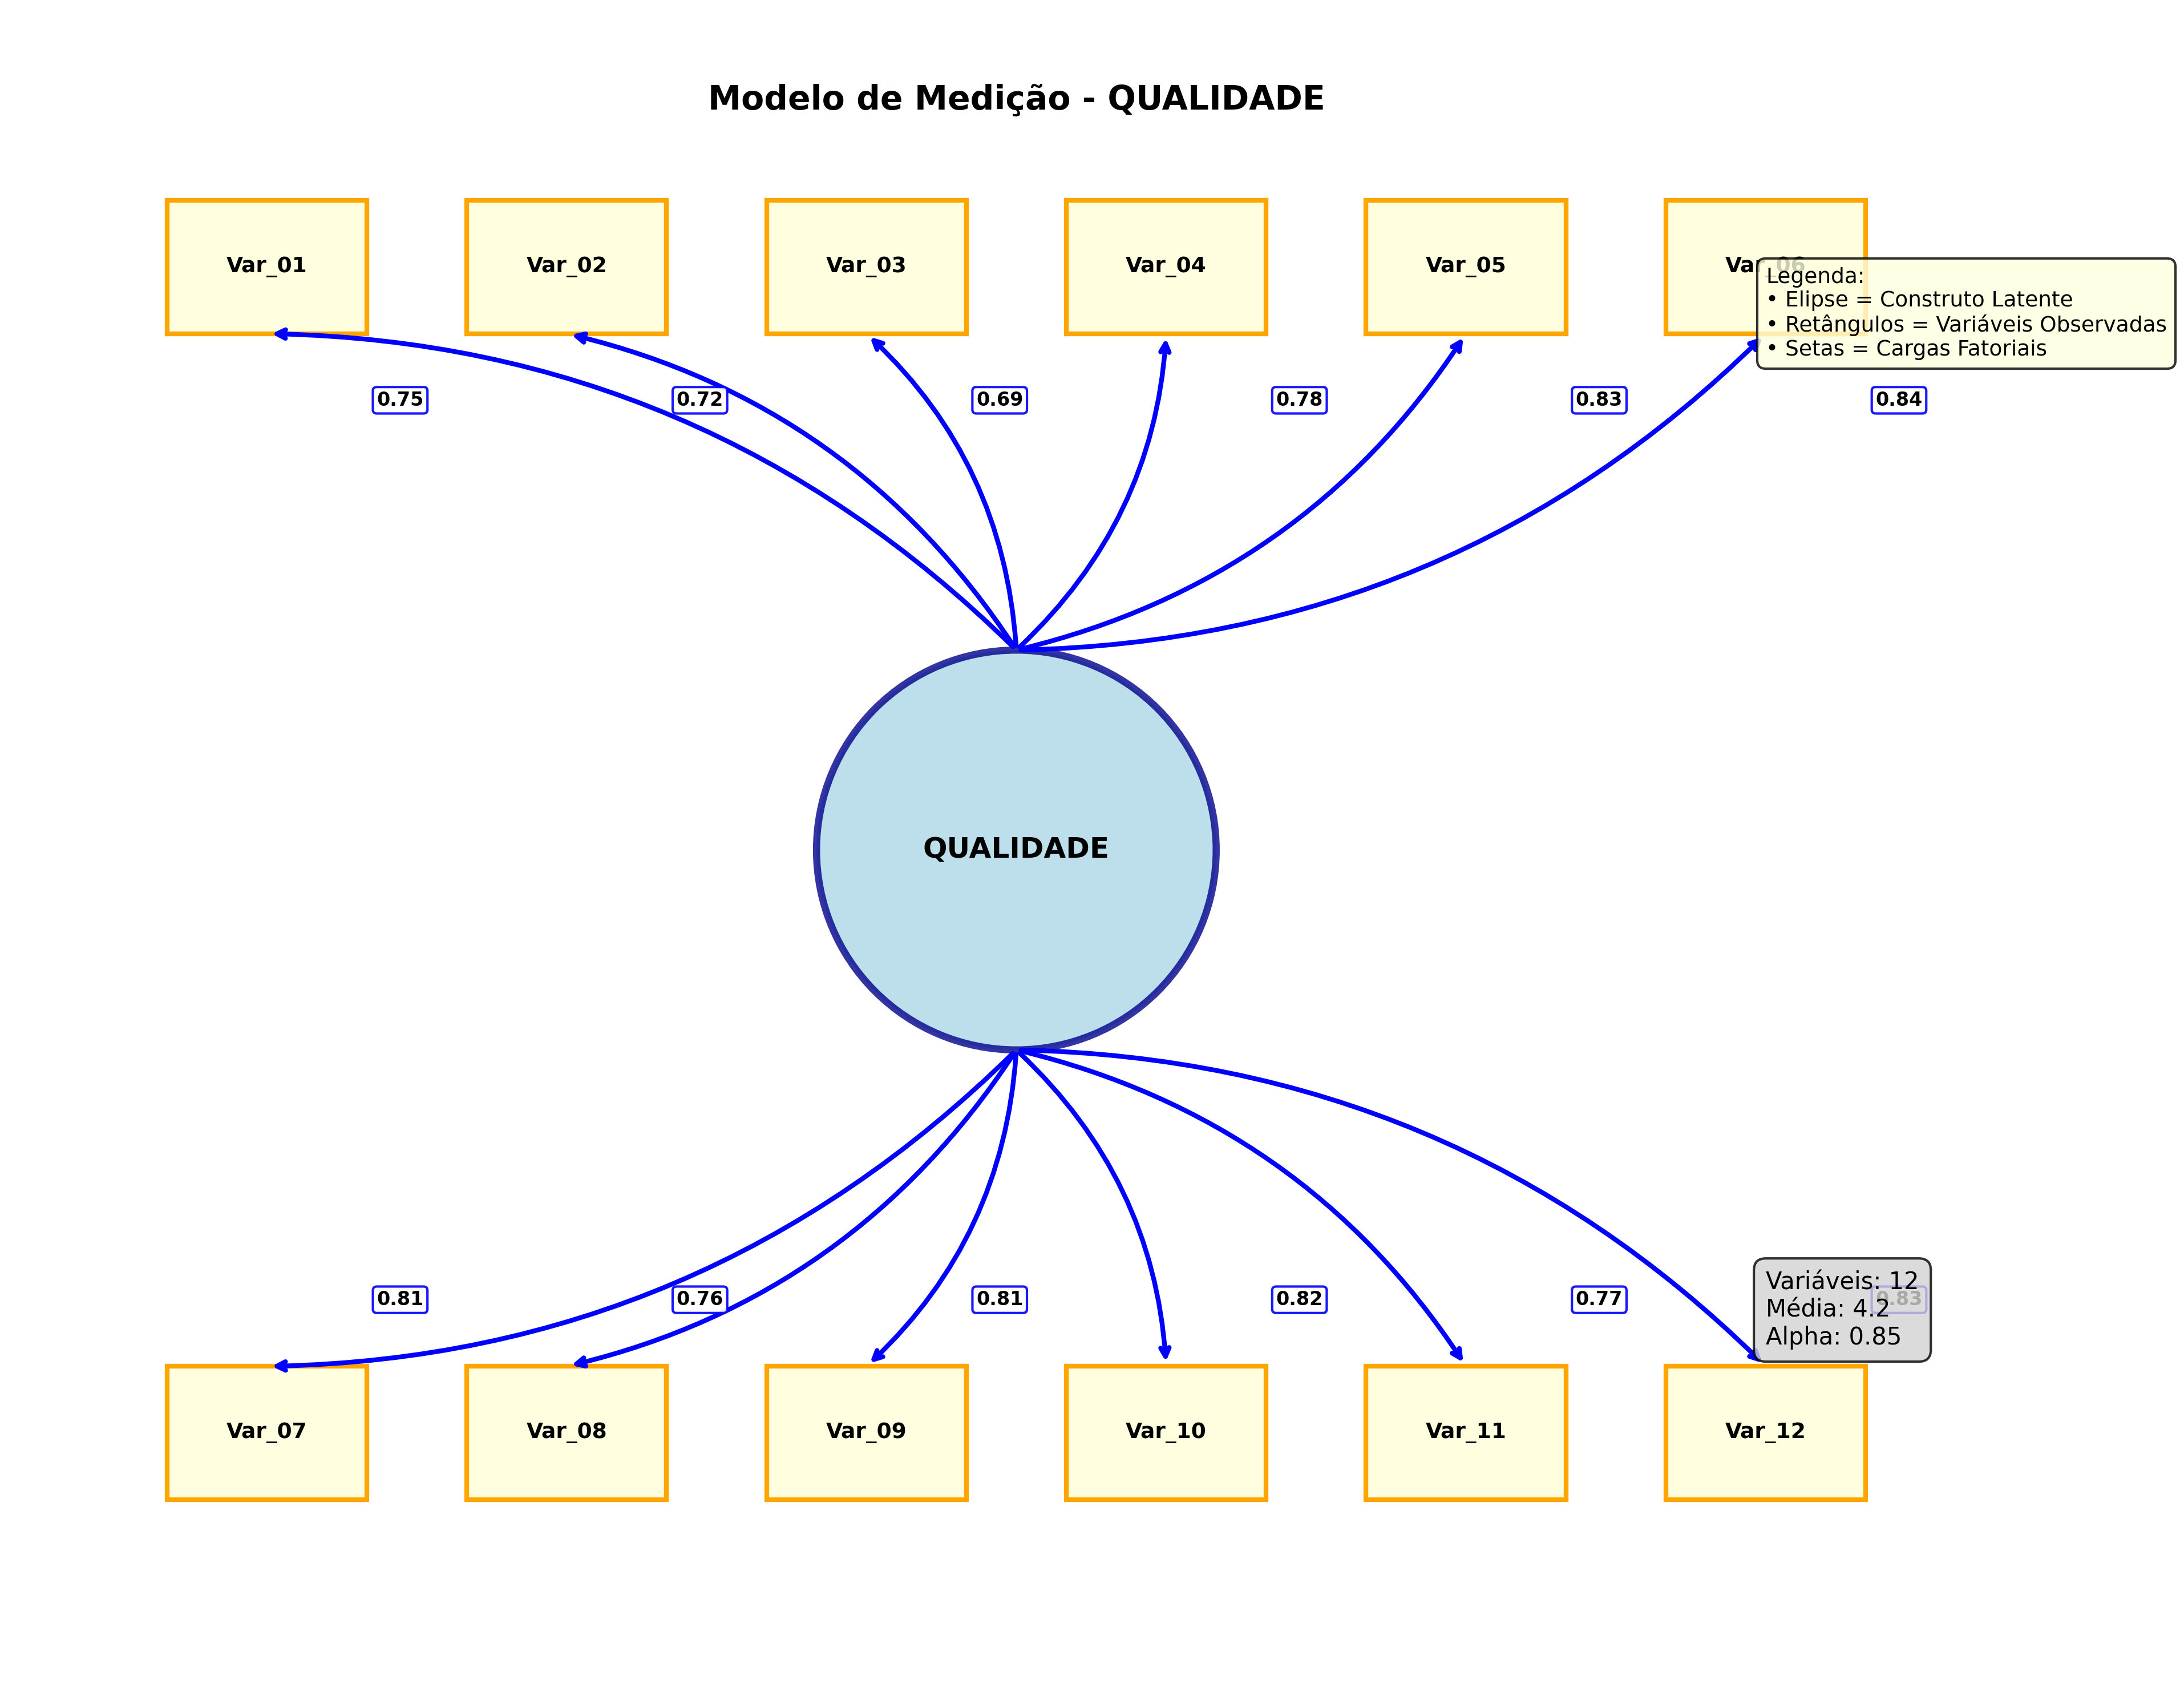 Modelo de Medição - QUALIDADE
Var_01
Var_02
Var_03
Var_04
Var_05
Var_06
Legenda:
• Elipse = Construto Latente
• Retângulos = Variáveis Observadas
• Setas = Cargas Fatoriais
0.75
0.72
0.69
0.78
0.83
0.84
QUALIDADE
0.81
0.76
0.81
0.82
0.77
0.83
Variáveis: 12
Média: 4.2
Alpha: 0.85
Var_07
Var_08
Var_09
Var_10
Var_11
Var_12